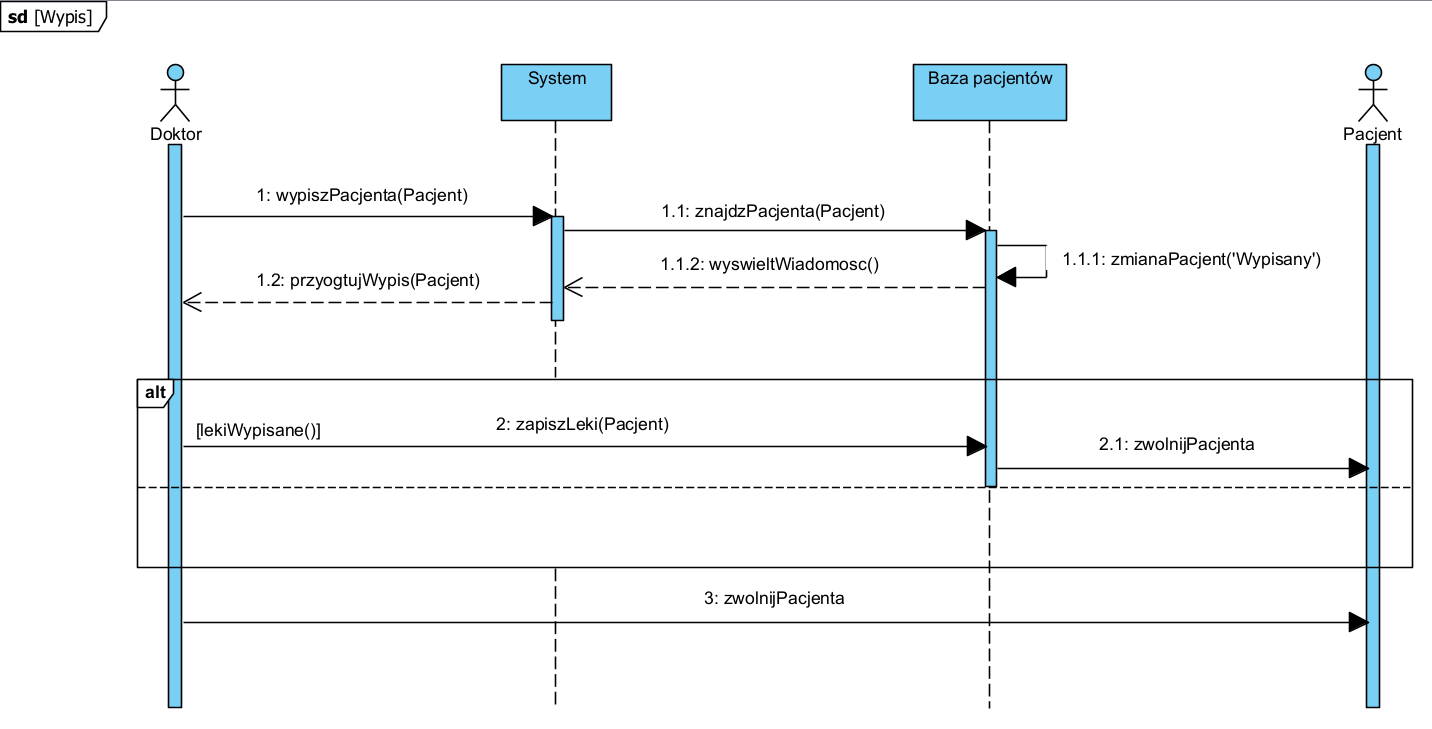 sd [Wypis]
Doktor
System
Baza pacjentów
Pacjent
1: wypiszPacjenta(Pacjent)
1.1: znajdzPacjenta(Pacjent)
1.1.1: zmianaPacjent('Wypisany')
1.1.2: wyswieltWiadomosc()
1.2: przyogtujWypis(Pacjent)
alt
[lekiWypisane()]
2: zapiszLeki(Pacjent)
2.1: zwolnijPacjenta
3: zwolnijPacjenta